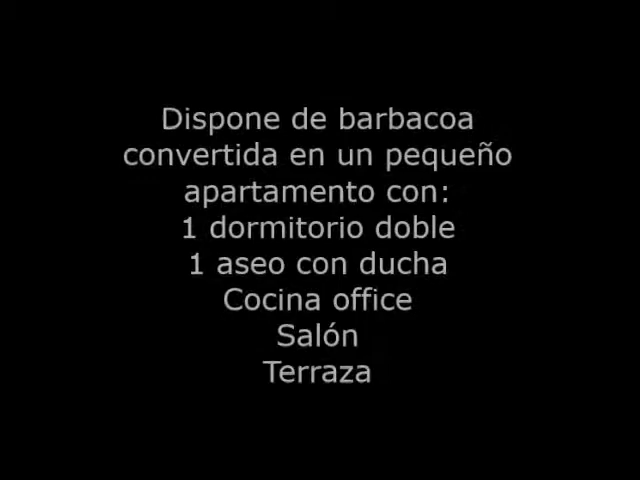 Dispone de barbacoa
convertida en un pequeño
apartamento con:
1 dormitorio doble
1 aseo con ducha
Cocina office
Salón
Terraza